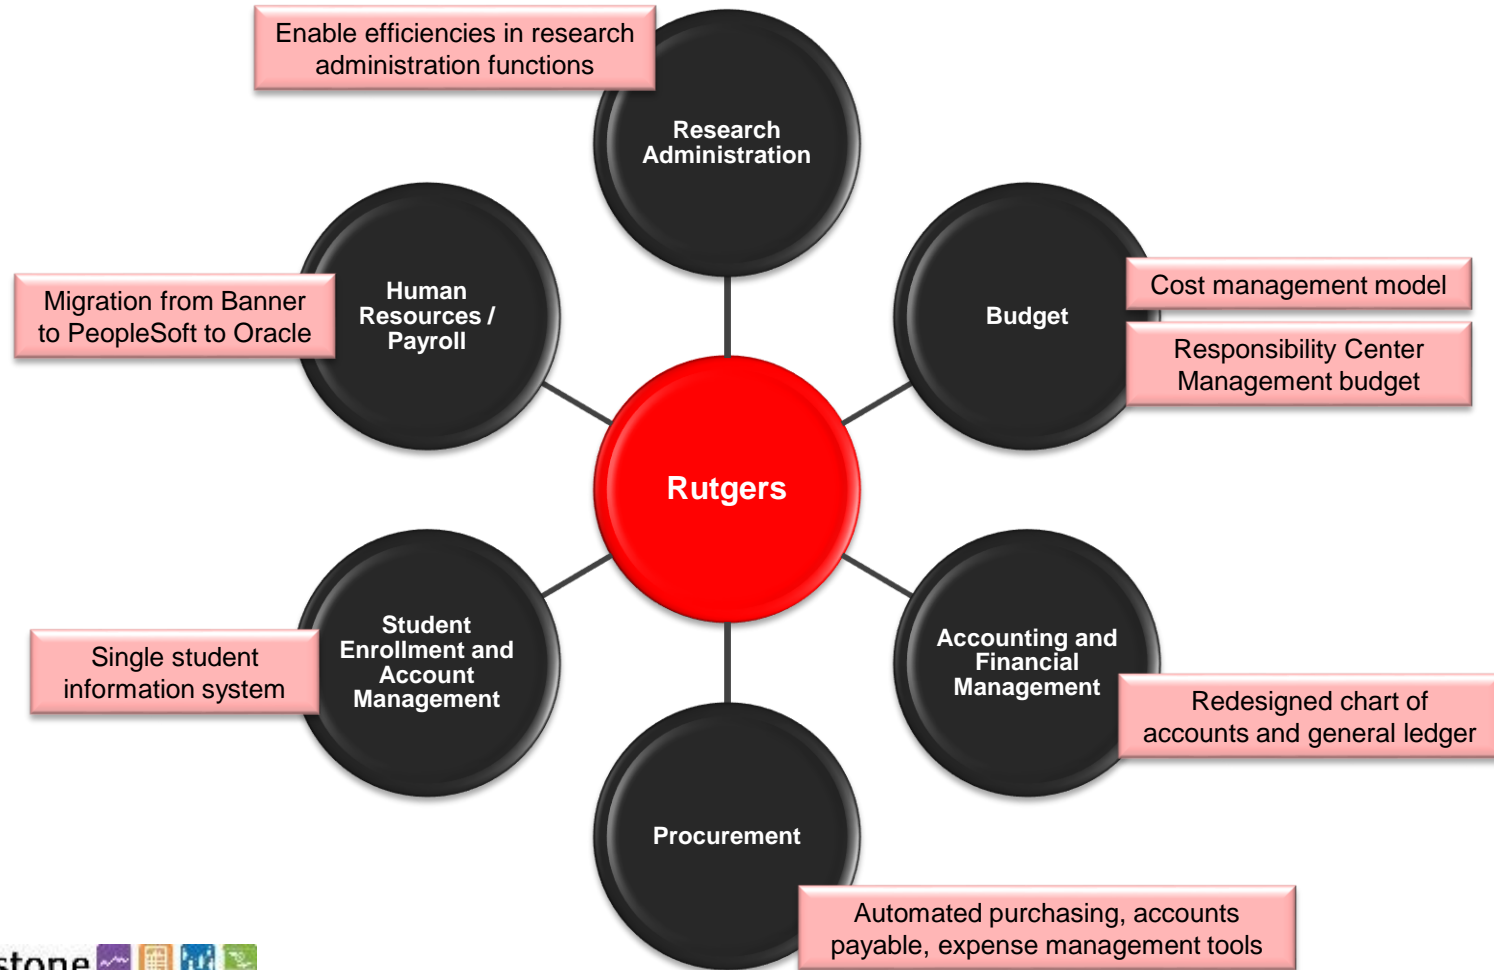 Enable efficiencies in research
administration functions
Research
Administration
Human
Resources /
Payroll
Migration from Banner
to PeopleSoft to Oracle
Budget
Cost management model
Responsibility Center
Management budget
Rutgers
Student
Enrollment and
Account
Management
Single student
information system
Accounting and
Financial
Management
Redesigned chart of
accounts and general ledger
Procurement
Automated purchasing, accounts
payable, expense management tools
stone